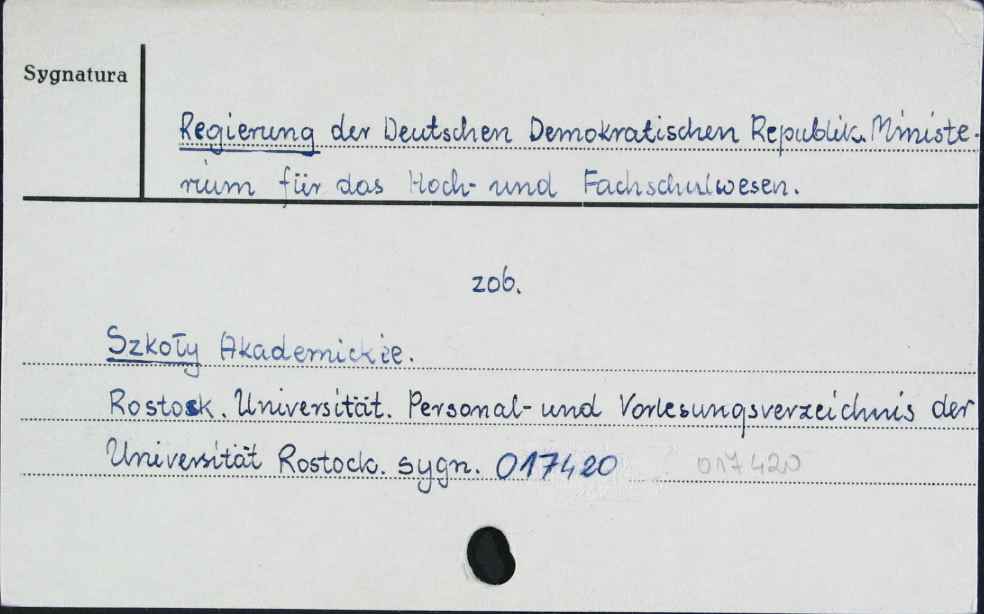 Sygnatura
Regierung der Deutschen Demokratischen Republik. Ministe-
rium für das Hoch- und Fachschulwesen.
zob.
Szkoły Akademickie.
Rostock. Universität. Personal- und Vorlesungsverzeichnis der
Universität Rostock. sygn. 017420 017420